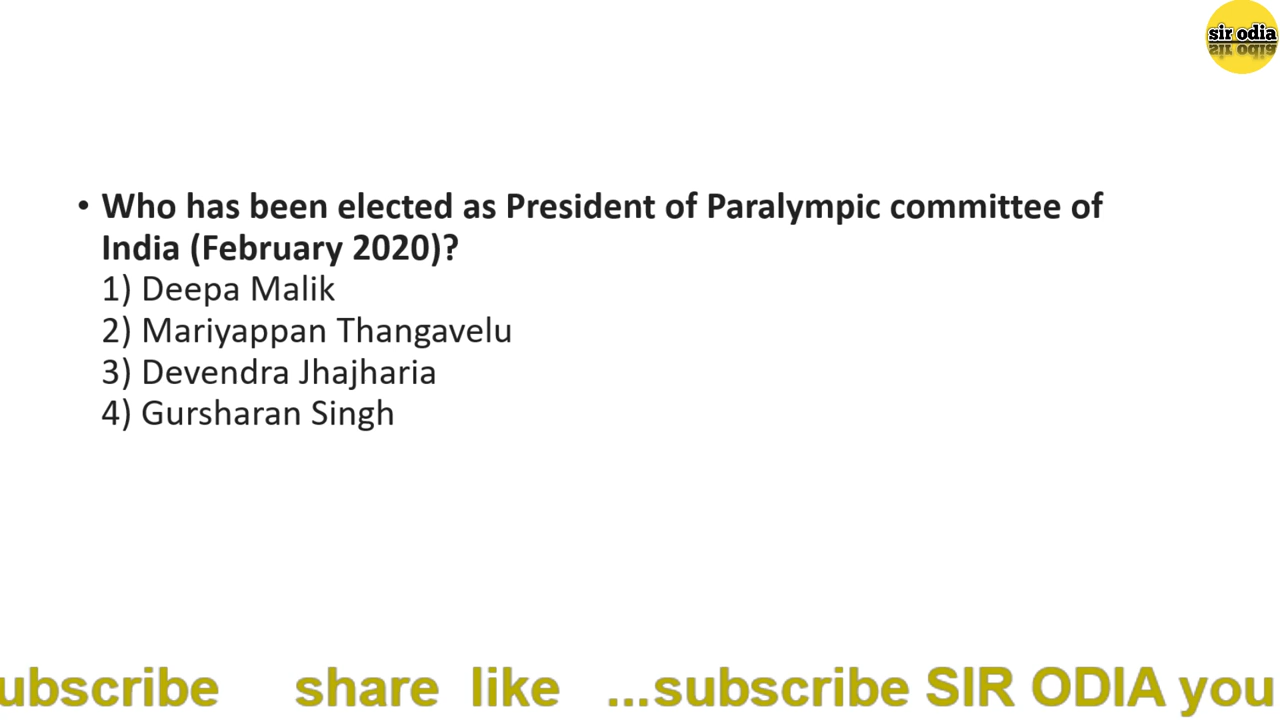 sir odia
• Who has been elected as President of Paralympic committee of
India (February 2020)?
1) Deepa Malik
2) Mariyappan Thangavelu
3) Devendra Jhajharia
4) Gursharan Singh
ubscribe share like ...subscribe SIR ODIA you